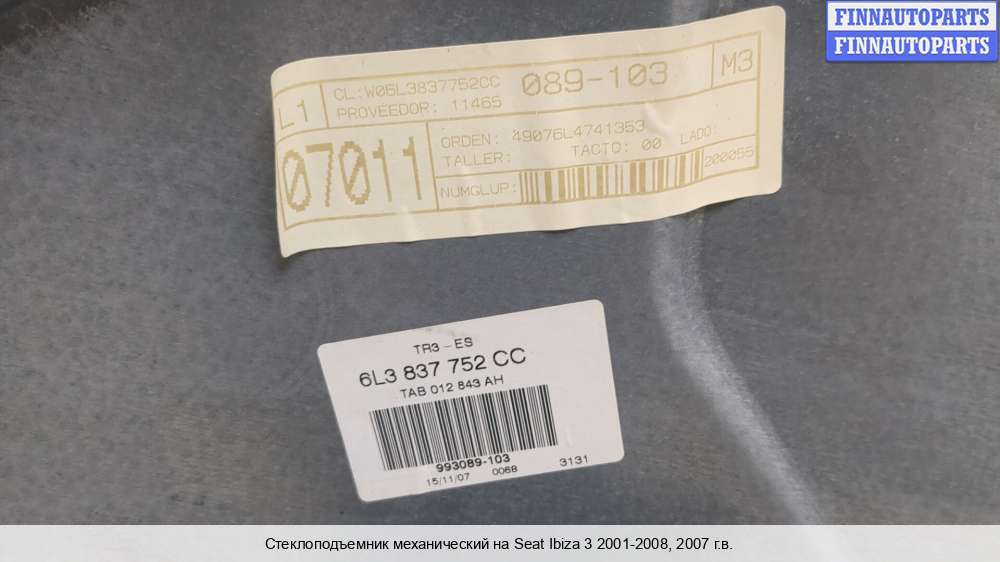 FINNAUTOPARTS
FINNAUTOPARTS
L1
CL:W06L3837752CC
PROVEEDOR: 11465
089-103
M3
07011
ORDEN: 49076L4741353
TALLER:
TACTO: 00
LADO:
NUMGLUP:
200055
TR3 - ES
6L3 837 752 CC
TAB 012 843 AH
993089-103
15/11/07 0068 3131
Стеклоподъемник механический на Seat Ibiza 3 2001-2008, 2007 г.в.